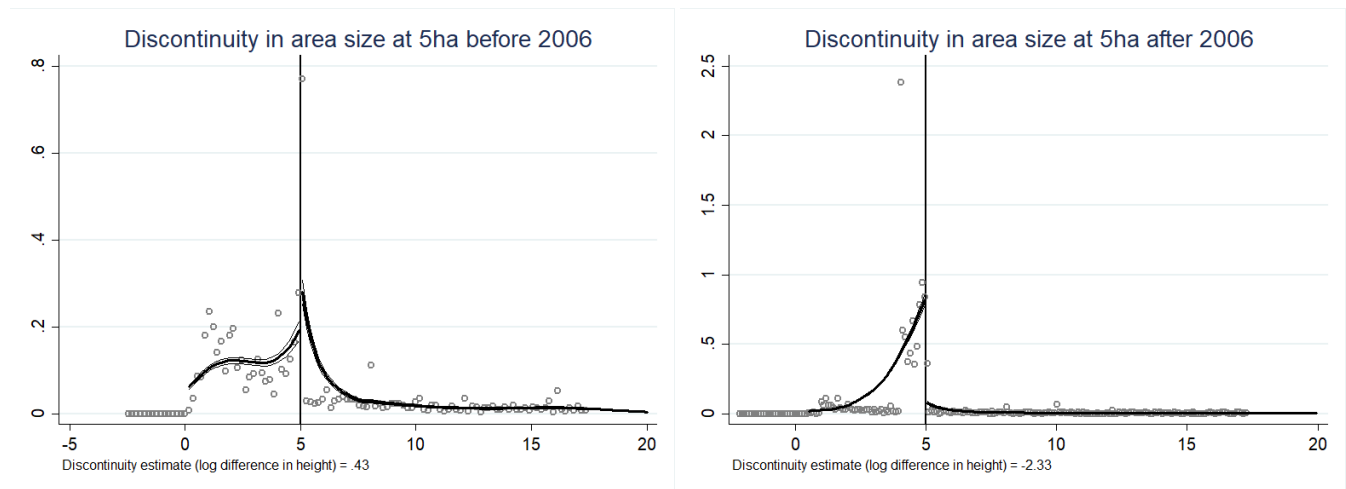 Discontinuity in area size at 5ha before 2006
.8
.6
.4
.2
0
-5 0 5 10 15 20
Discontinuity estimate (log difference in height) = .43
Discontinuity in area size at 5ha after 2006
2.5
2
1.5
1
.5
0
0 5 10 15 20
Discontinuity estimate (log difference in height) = -2.33